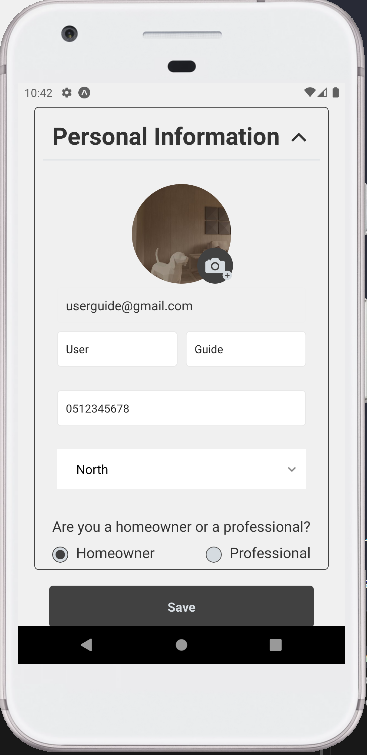 10:42
Personal Information
userguide@gmail.com
User Guide
0512345678
North
Are you a homeowner or a professional?
Homeowner Professional
Save